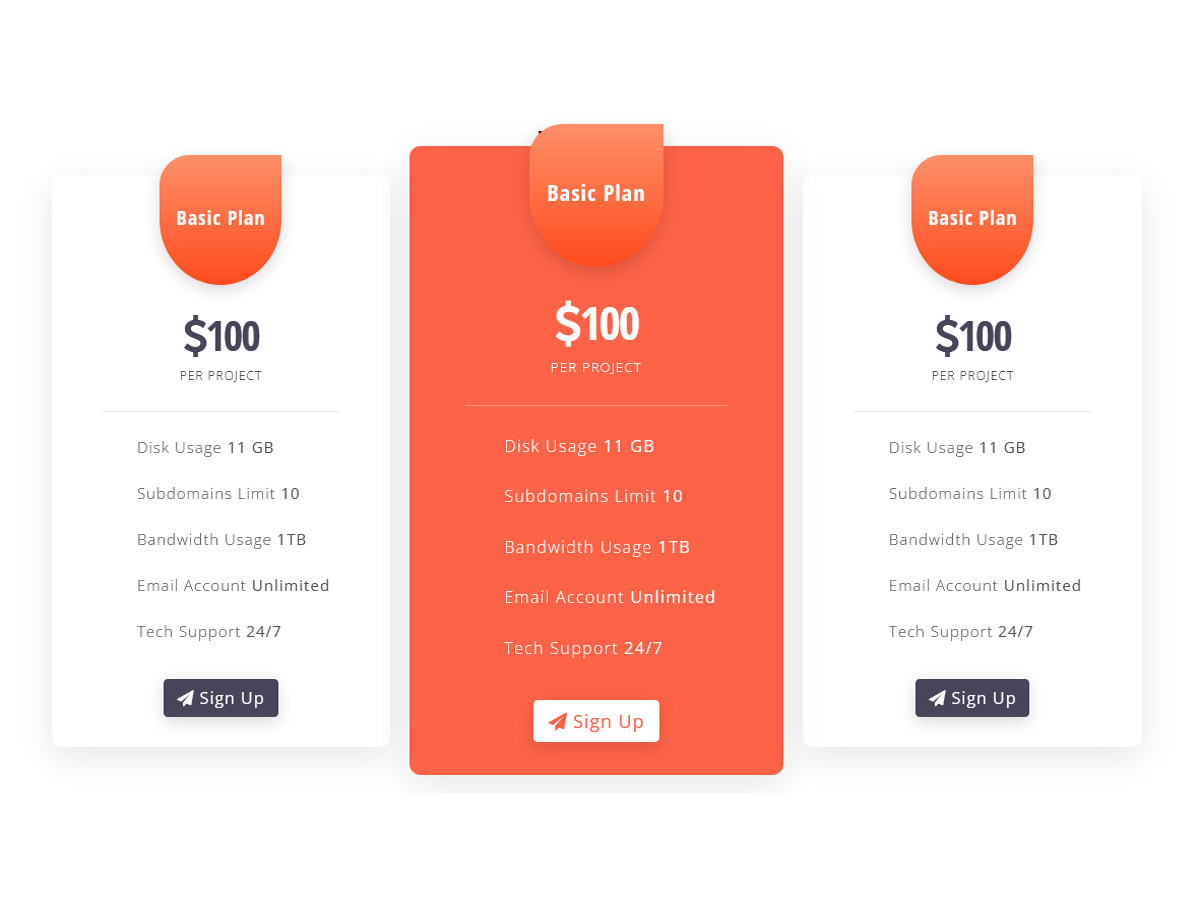 Basic Plan
$100
PER PROJECT
Disk Usage 11 GB
Subdomains Limit 10
Bandwidth Usage 1TB
Email Account Unlimited
Tech Support 24/7
Sign Up
Basic Plan
$100
PER PROJECT
Disk Usage 11 GB
Subdomains Limit 10
Bandwidth Usage 1TB
Email Account Unlimited
Tech Support 24/7
Sign Up
Basic Plan
$100
PER PROJECT
Disk Usage 11 GB
Subdomains Limit 10
Bandwidth Usage 1TB
Email Account Unlimited
Tech Support 24/7
Sign Up